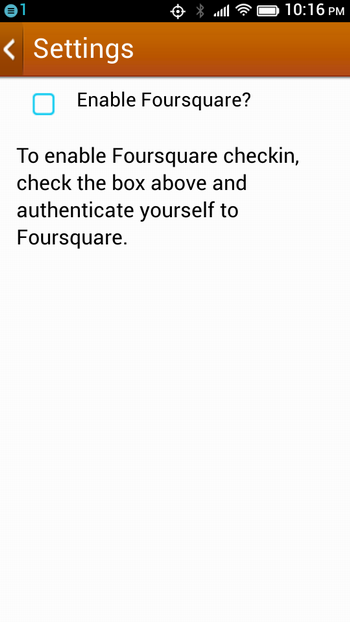 1 10:16 PM
Settings
Enable Foursquare?
To enable Foursquare checkin,
check the box above and
authenticate yourself to
Foursquare.